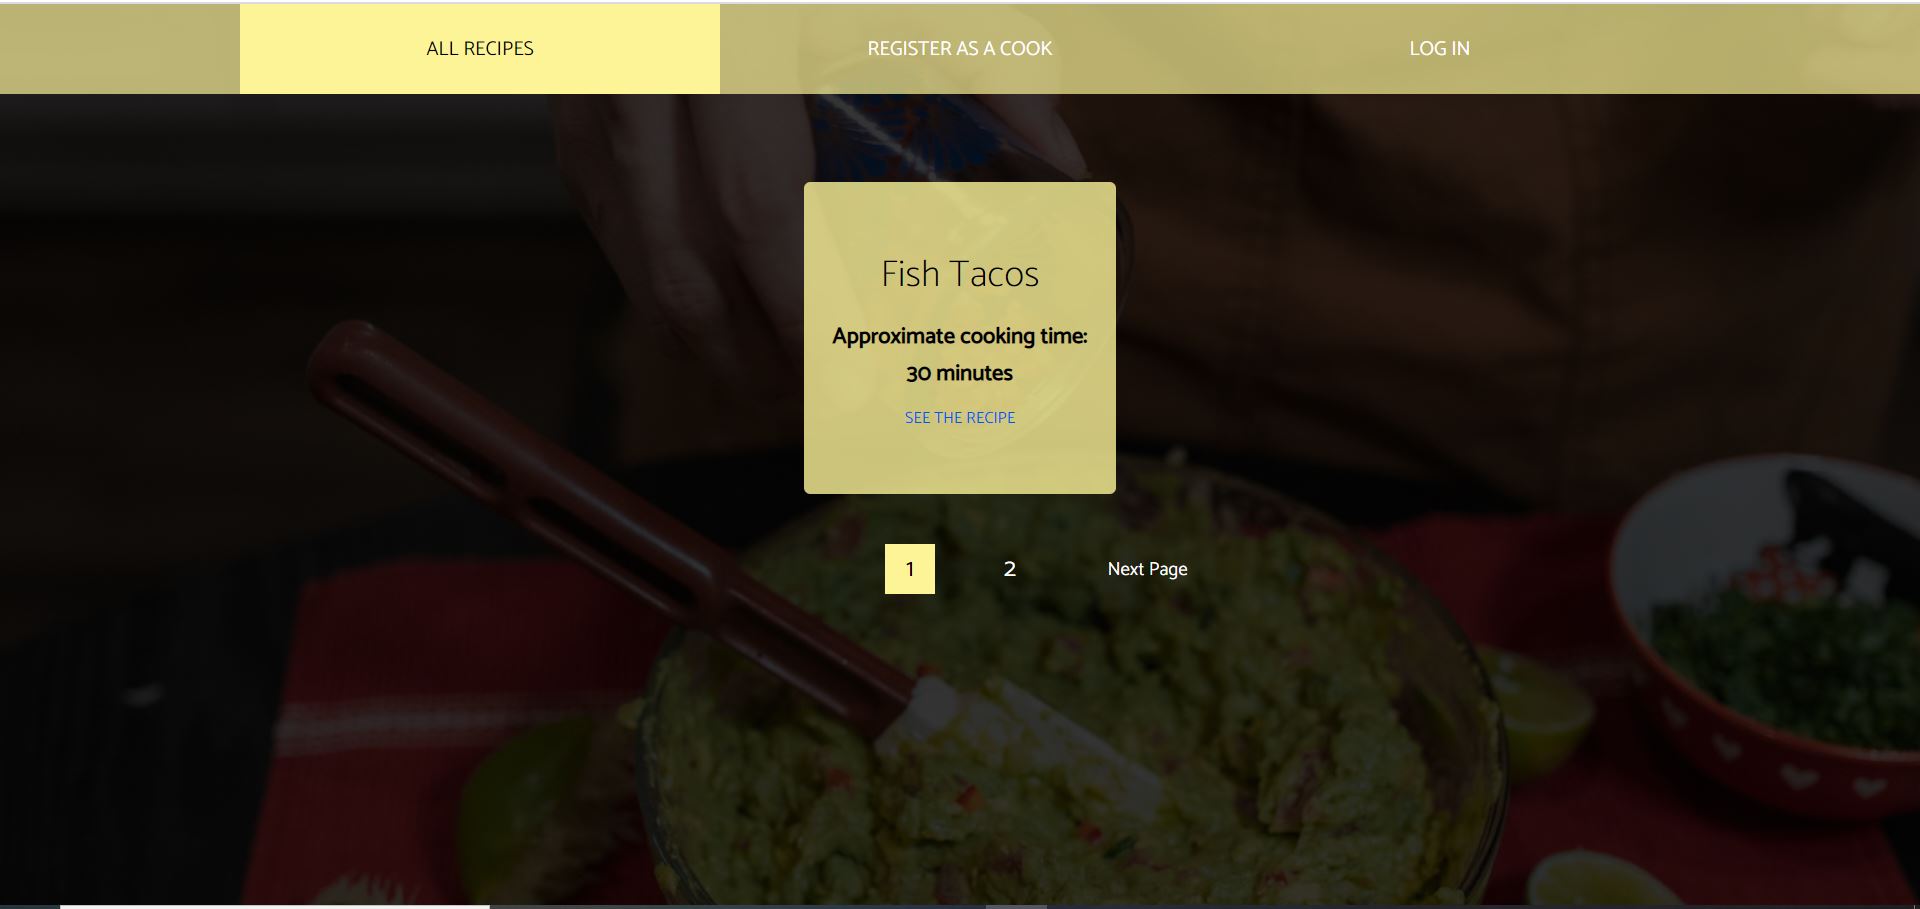 ALL RECIPES
REGISTER AS A COOK
LOG IN
Fish Tacos
Approximate cooking time:
30 minutes
SEE THE RECIPE
1
2
Next Page